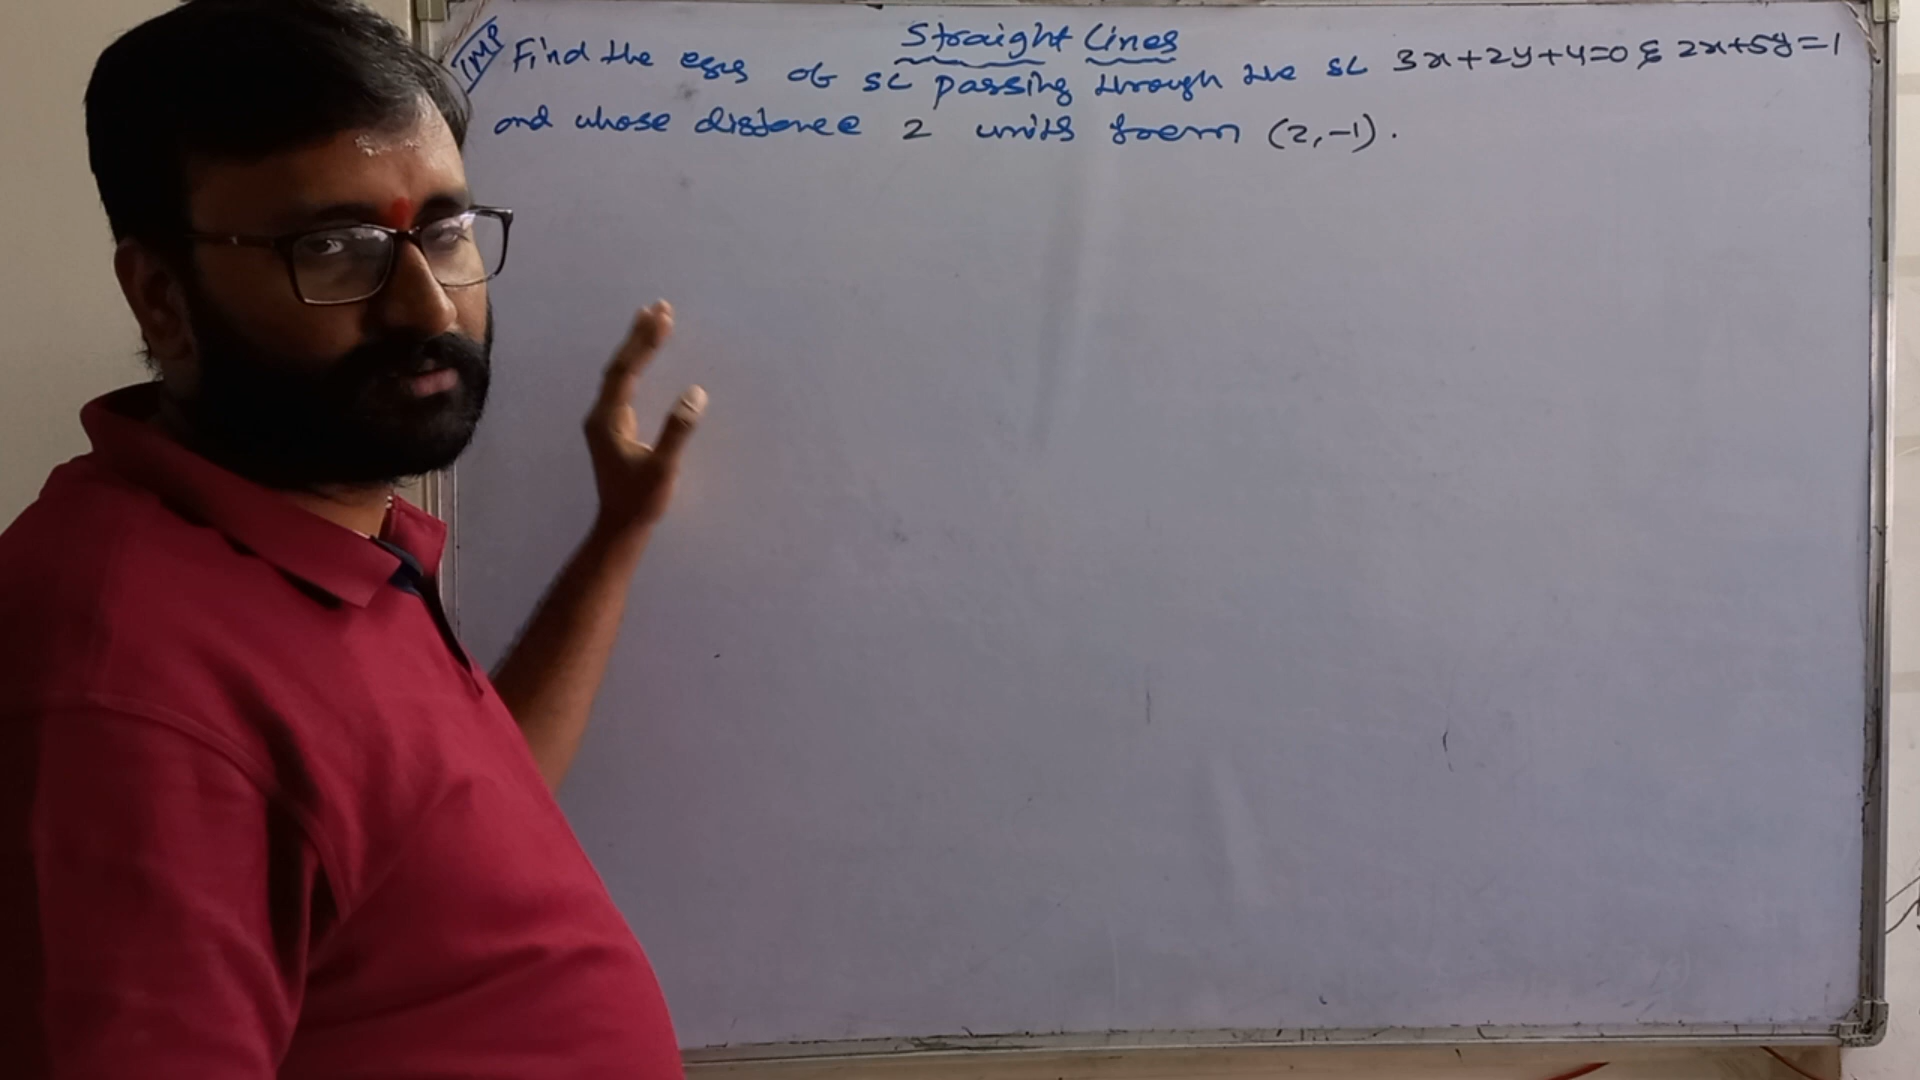 Straight Lines
IMP Find the eqns of SL passing through the SL 3x+2y+4=0 & 2x+5y=1
and whose distance 2 units from (2,-1).